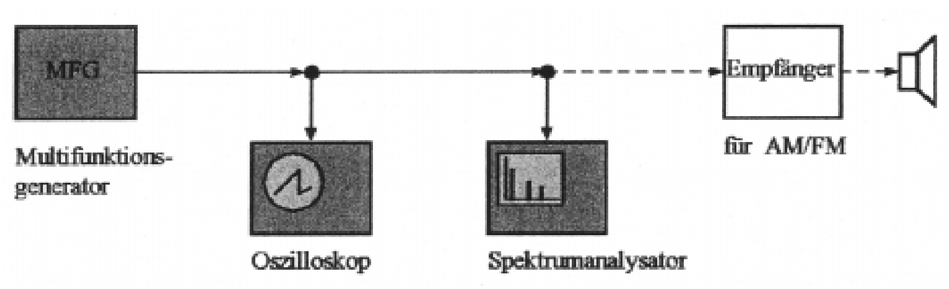 MFG
Empfänger
für AM/FM
Multifunktions-
generator
Oszilloskop
Spektrumanalysator